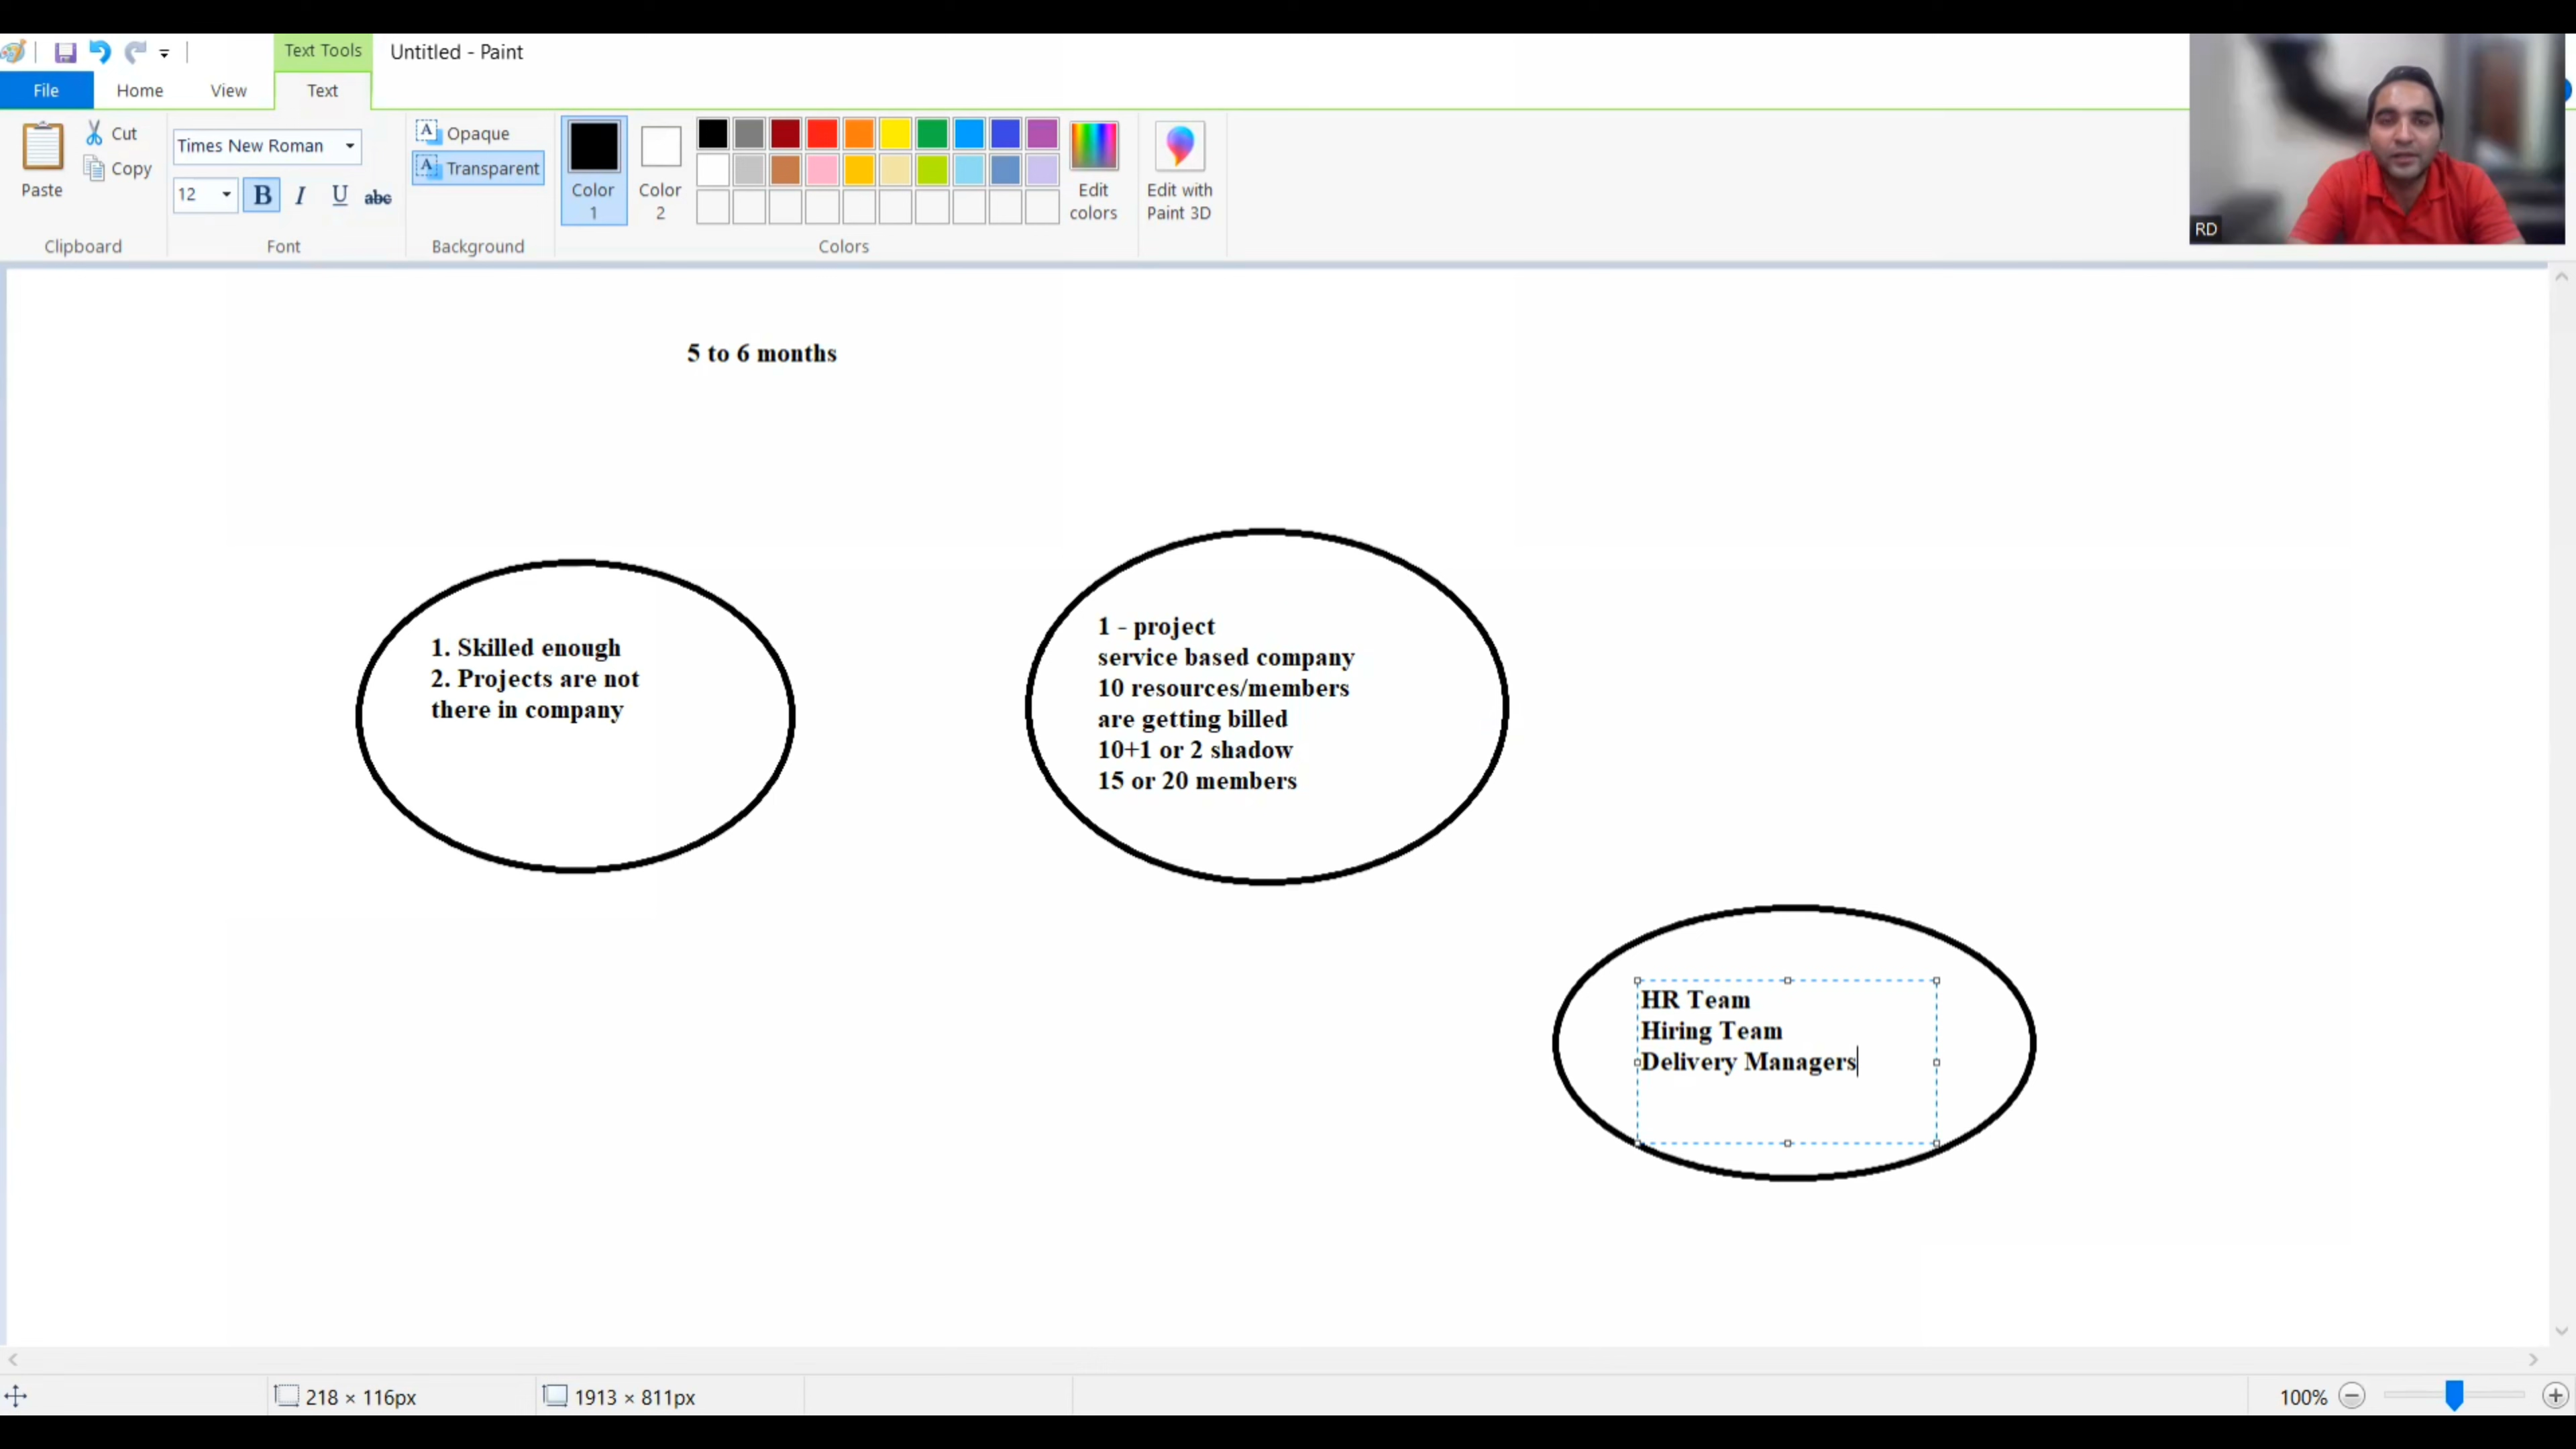 Text Tools
Untitled - Paint
File
Home
View
Text
Paste
Cut
Copy
Clipboard
Times New Roman
12
B
I
U
abc
Font
A Opaque
A Transparent
Background
Color
1
Color
2
Colors
Edit
colors
Edit with
Paint 3D
RD
5 to 6 months
1. Skilled enough
2. Projects are not
there in company
1 - project
service based company
10 resources/members
are getting billed
10+1 or 2 shadow
15 or 20 members
HR Team
Hiring Team
Delivery Managers
218 × 116px
1913 × 811px
100%